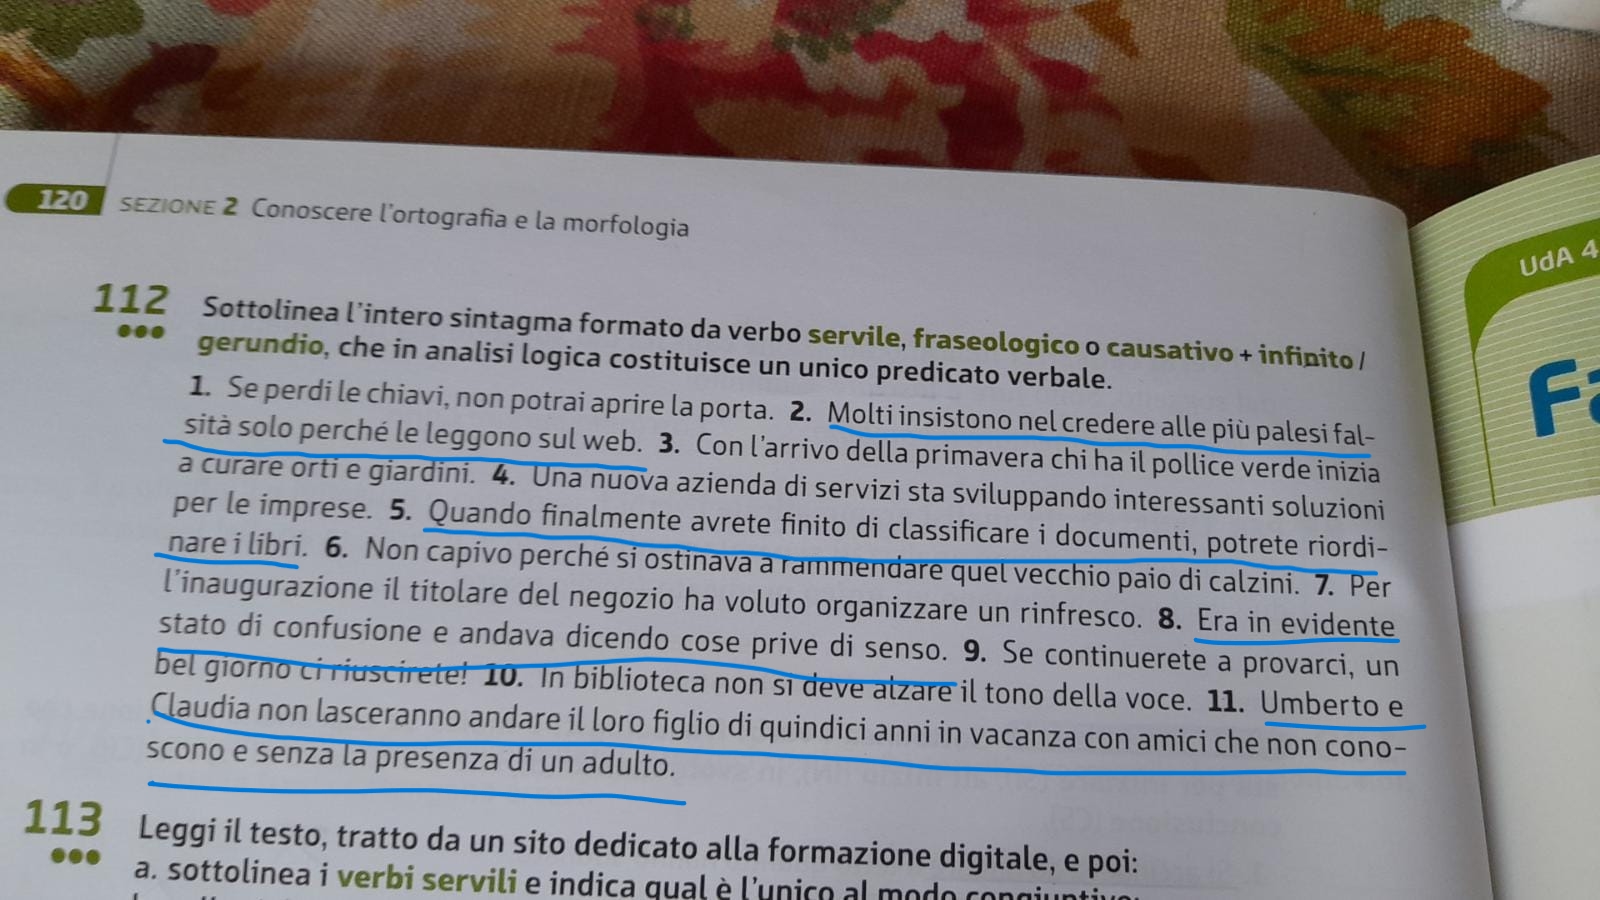 120 SEZIONE 2 Conoscere l'ortografia e la morfologia
UdA 4
112 Sottolinea l'intero sintagma formato da verbo servile, fraseologico o causativo + infinito /
gerundio, che in analisi logica costituisce un unico predicato verbale.
1. Se perdi le chiavi, non potrai aprire la porta. 2. Molti insistono nel credere alle più palesi fal-
sità solo perché le leggono sul web. 3. Con l'arrivo della primavera chi ha il pollice verde inizia
a curare orti e giardini. 4. Una nuova azienda di servizi sta sviluppando interessanti soluzioni
per le imprese. 5. Quando finalmente avrete finito di classificare i documenti, potrete riordi-
nare i libri. 6. Non capivo perché si ostinava a rammendare quel vecchio paio di calzini. 7. Per
l'inaugurazione il titolare del negozio ha voluto organizzare un rinfresco. 8. Era in evidente
stato di confusione e andava dicendo cose prive di senso. 9. Se continuerete a provarci, un
bel giorno ci riuscirete! 10. In biblioteca non si deve alzare il tono della voce. 11. Umberto e
Claudia non lasceranno andare il loro figlio di quindici anni in vacanza con amici che non cono-
scono e senza la presenza di un adulto.
113 Leggi il testo, tratto da un sito dedicato alla formazione digitale, e poi:
a. sottolinea i verbi servili e indica qual è l'unico al modo congiuntivo;